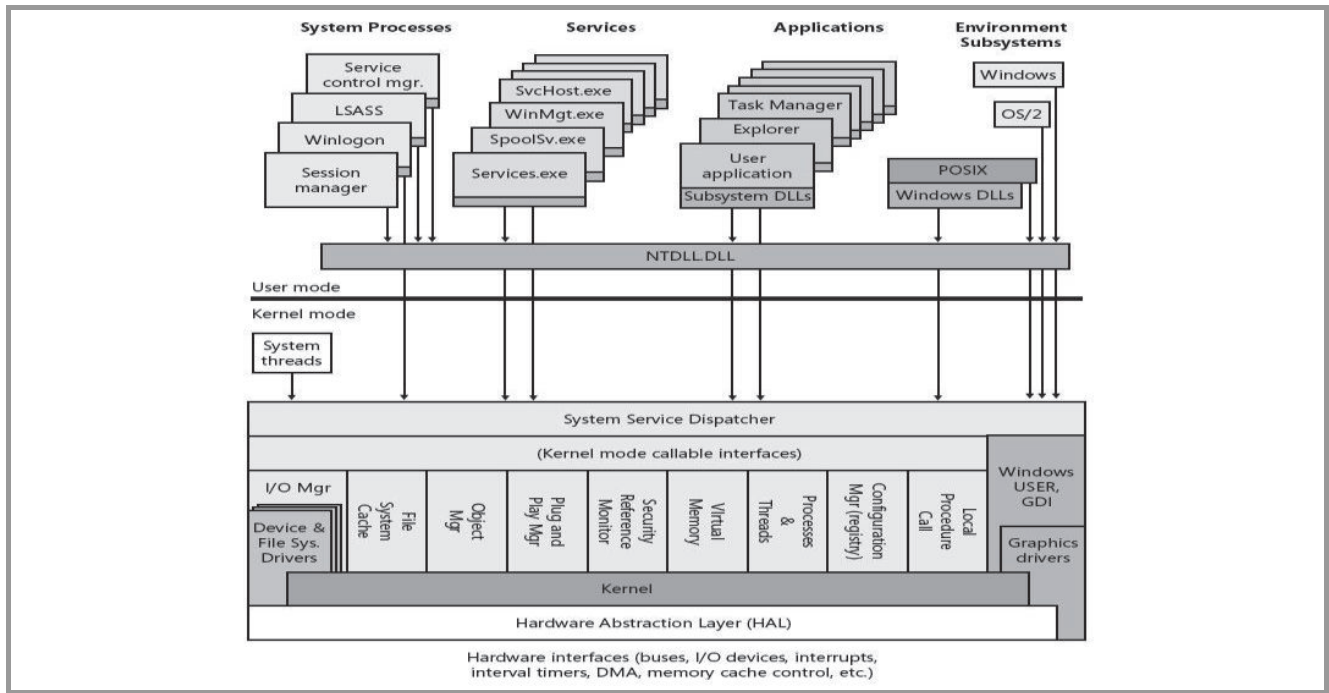 System Processes
Services
Applications
Environment
Subsystems
Service
control mgr.
LSASS
Winlogon
Session
manager
SvcHost.exe
WinMgt.exe
SpoolSv.exe
Services.exe
Task Manager
Explorer
User
application
Subsystem DLLs
Windows
OS/2
POSIX
Windows DLLs
NTDLL.DLL
User mode
Kernel mode
System
threads
System Service Dispatcher
(Kernel mode callable interfaces)
I/O Mgr
Device &
File Sys.
Drivers
File
System
Cache
Object
Mgr
Plug and
Play Mgr
Security
Reference
Monitor
VIrtual
Memory
Processes
&
Threads
Configuration
Mgr (registry)
Local
Procedure
Call
Windows
USER,
GDI
Graphics
drivers
Kernel
Hardware Abstraction Layer (HAL)
Hardware interfaces (buses, I/O devices, interrupts,
interval timers, DMA, memory cache control, etc.)